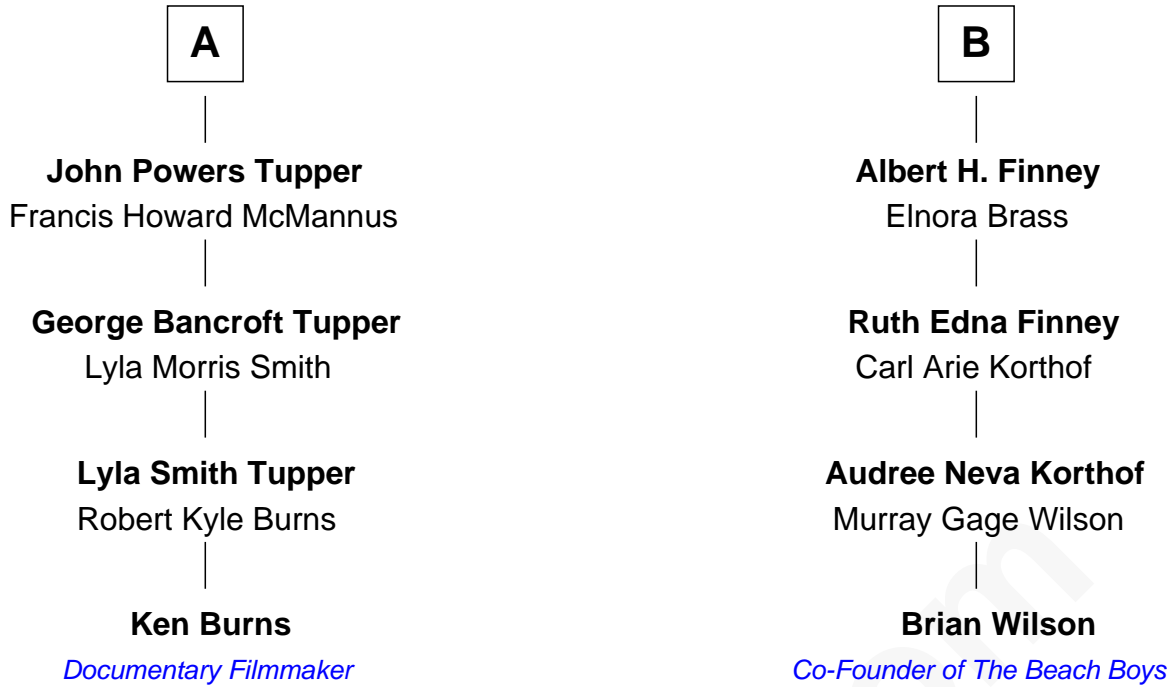 A
John Powers Tupper
Francis Howard McMannus
George Bancroft Tupper
Lyla Morris Smith
Lyla Smith Tupper
Robert Kyle Burns
Ken Burns
Documentary Filmmaker
B
Albert H. Finney
Elnora Brass
Ruth Edna Finney
Carl Arie Korthof
Audree Neva Korthof
Murray Gage Wilson
Brian Wilson
Co-Founder of The Beach Boys